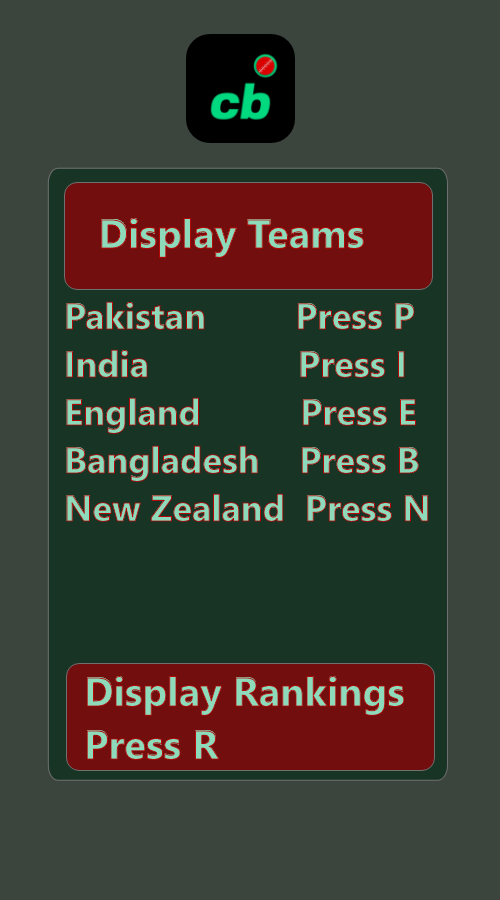 cb
Display Teams
Pakistan Press P
India Press I
England Press E
Bangladesh Press B
New Zealand Press N
Display Rankings
Press R